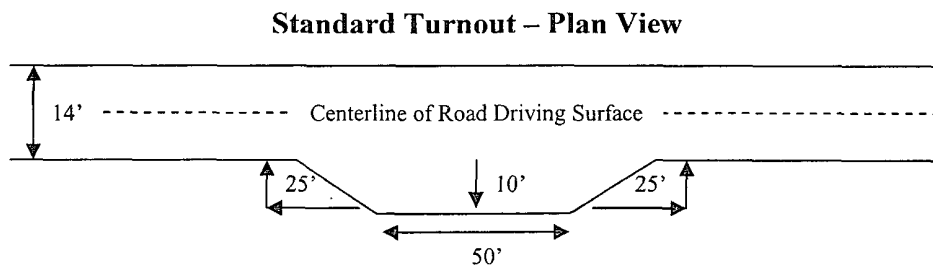 Standard Turnout – Plan View
14'
Centerline of Road Driving Surface
25'
10'
25'
50'